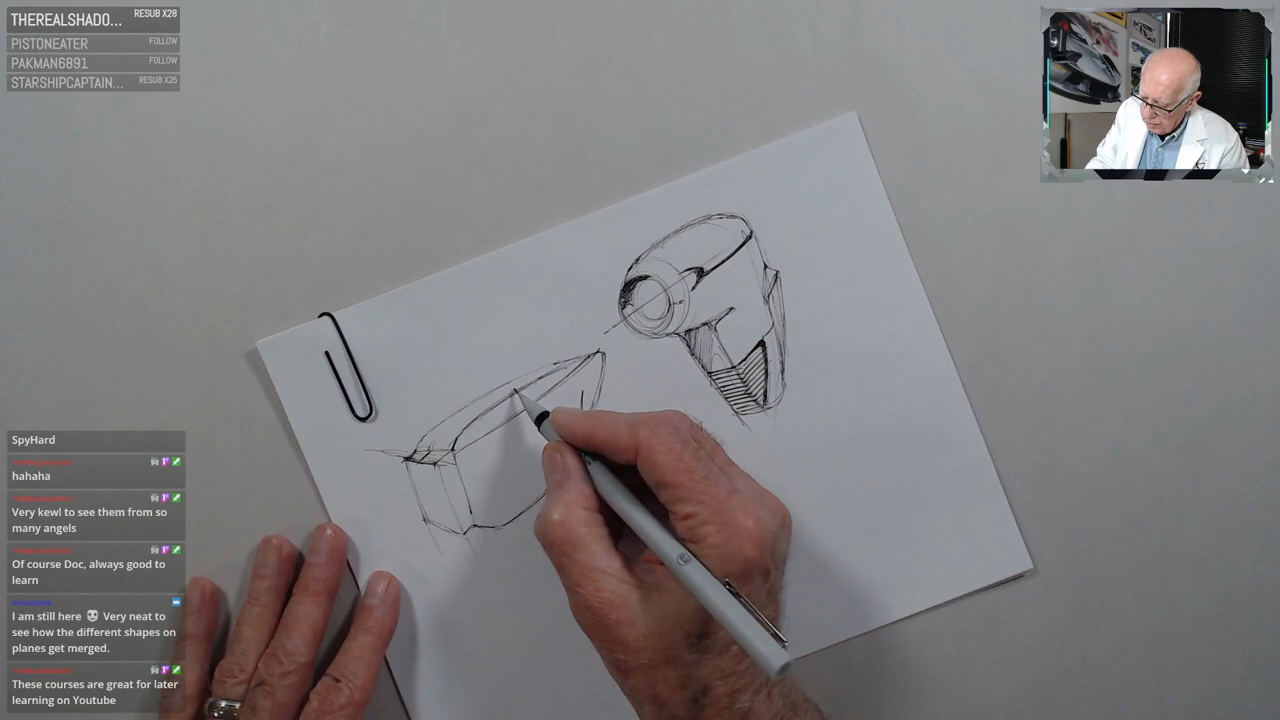 THEREALSHADO... RESUB X28
PISTONEATER FOLLOW
PAKMAN6891 FOLLOW
STARSHIPCAPTAIN... RESUB X25
SpyHard
hahaha
Very kewl to see them from so
many angels
Of course Doc, always good to
learn
I am still here Very neat to
see how the different shapes on
planes get merged.
These courses are great for later
learning on Youtube